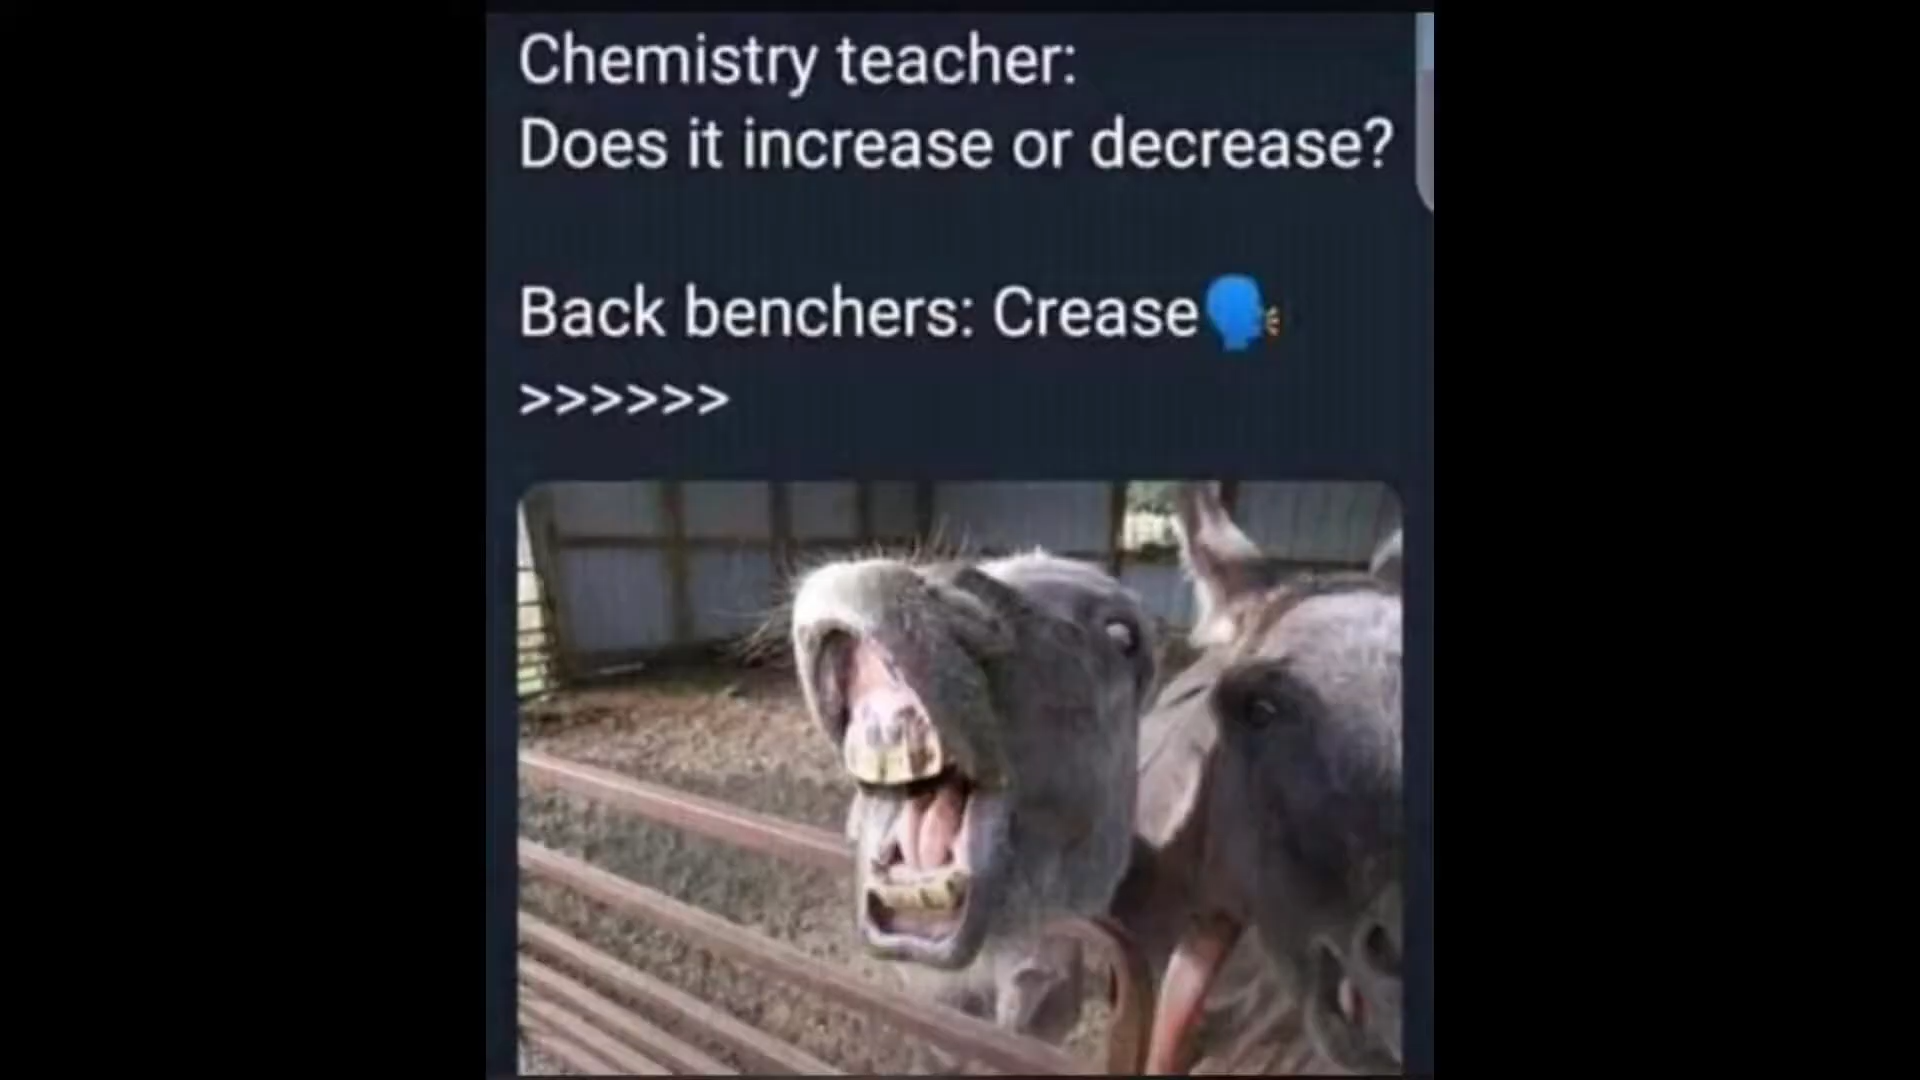 Chemistry teacher:
Does it increase or decrease?
Back benchers: Crease🗣️
>>>>>>